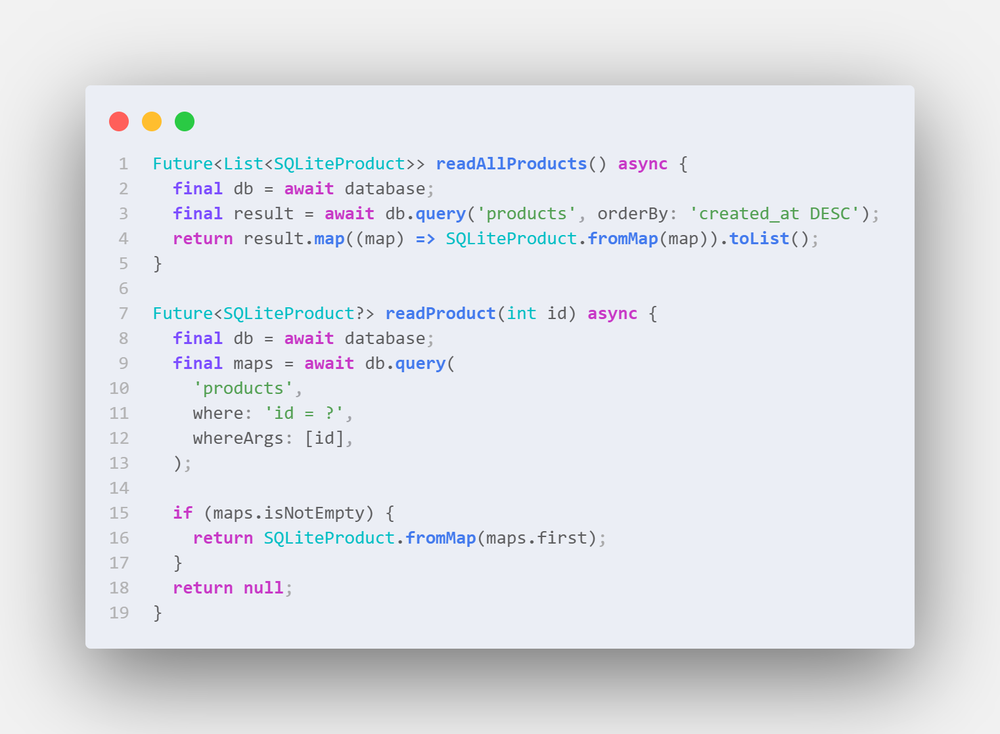 1 Future<List<SQLiteProduct>> readAllProducts() async {
2   final db = await database;
3   final result = await db.query('products', orderBy: 'created_at DESC');
4   return result.map((map) => SQLiteProduct.fromMap(map)).toList();
5 }
6
7 Future<SQLiteProduct?> readProduct(int id) async {
8   final db = await database;
9   final maps = await db.query(
10     'products',
11     where: 'id = ?',
12     whereArgs: [id],
13   );
14
15   if (maps.isNotEmpty) {
16     return SQLiteProduct.fromMap(maps.first);
17   }
18   return null;
19 }